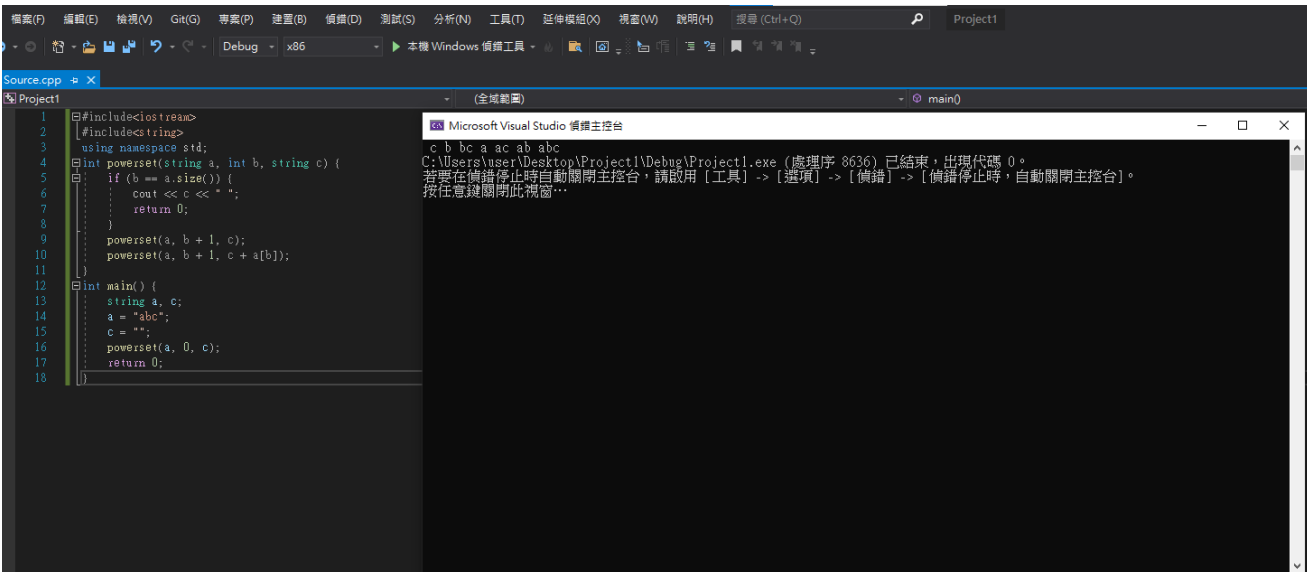 檔案(F) 編輯(E) 檢視(V) Git(G) 專案(P) 建置(B) 偵錯(D) 測試(S) 分析(N) 工具(T) 延伸模組(X) 視窗(W) 說明(H) 搜尋 (Ctrl+Q) Project1
Debug x86 本機 Windows 偵錯工具
Source.cpp
Project1 (全域範圍) main()
1 #include<iostream>
2 #include<string>
3 using namespace std;
4 int powerset(string a, int b, string c) {
5 if (b == a.size()) {
6 cout << c << " ";
7 return 0;
8 }
9 powerset(a, b + 1, c);
10 powerset(a, b + 1, c + a[b]);
11 }
12 int main() {
13 string a, c;
14 a = "abc";
15 c = "";
16 powerset(a, 0, c);
17 return 0;
18 }
Microsoft Visual Studio 偵錯主控台
c b bc a ac ab abc
C:\Users\user\Desktop\Project1\Debug\Project1.exe (處理序 8636) 已結束，出現代碼 0。
若要在偵錯停止時自動關閉主控台，請啟用 [工具] -> [選項] -> [偵錯] -> [偵錯停止時，自動關閉主控台]。
按任意鍵關閉此視窗…